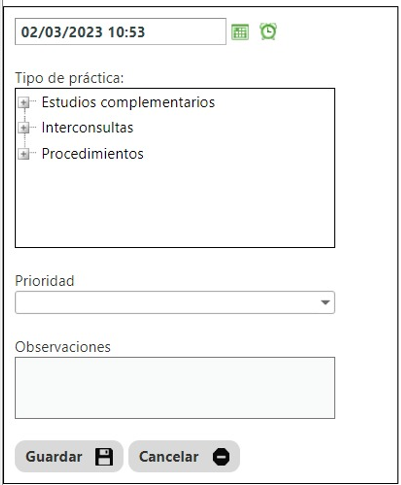 02/03/2023 10:53
Tipo de práctica:
Estudios complementarios
Interconsultas
Procedimientos
Prioridad
Observaciones
Guardar Cancelar